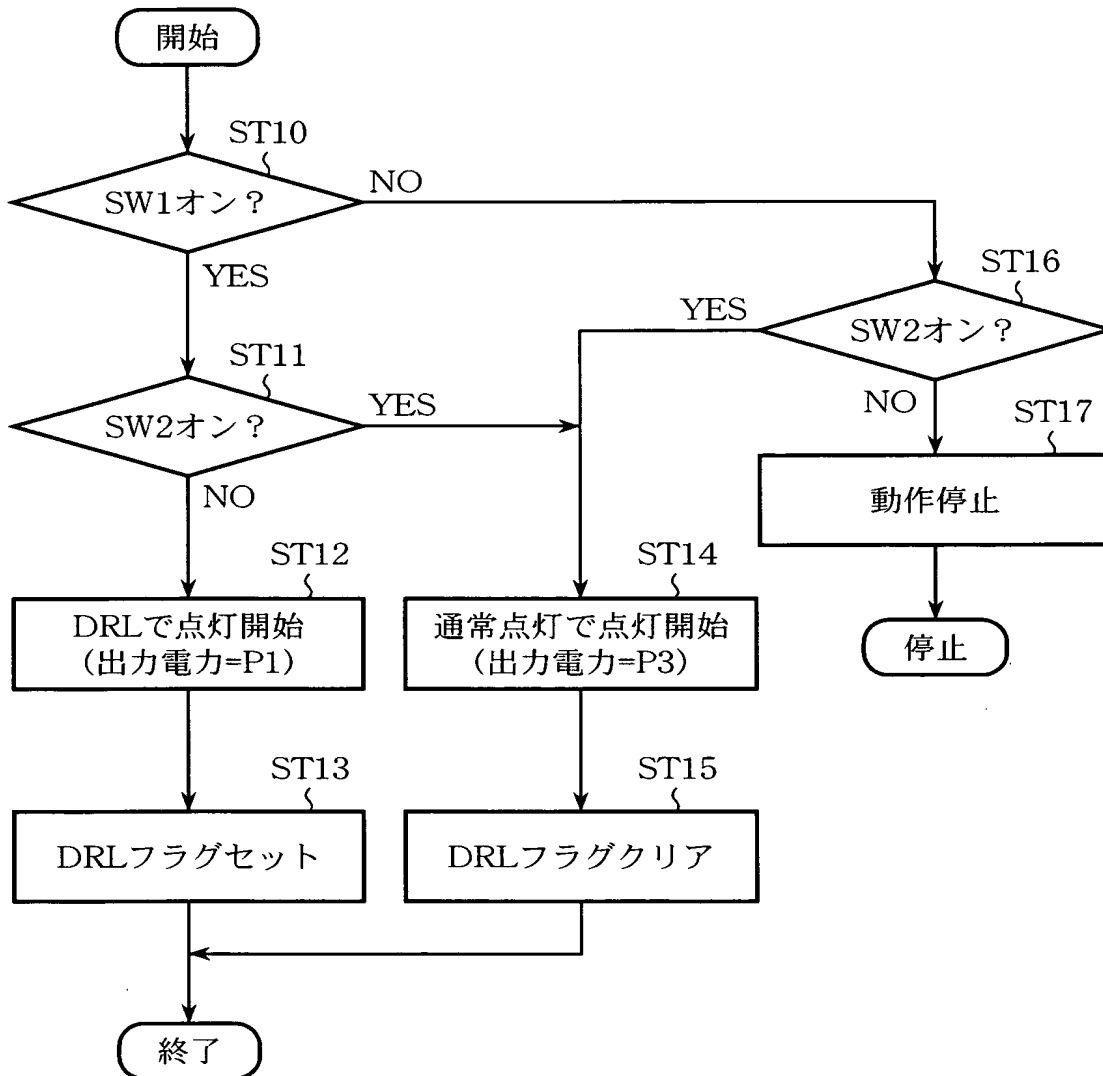 開始
ST10
SW1オン？
NO
YES
ST16
SW2オン？
YES
NO
ST11
SW2オン？
YES
NO
ST17
動作停止
停止
ST12
DRLで点灯開始
(出力電力=P1)
ST14
通常点灯で点灯開始
(出力電力=P3)
ST13
DRLフラグセット
ST15
DRLフラグクリア
終了